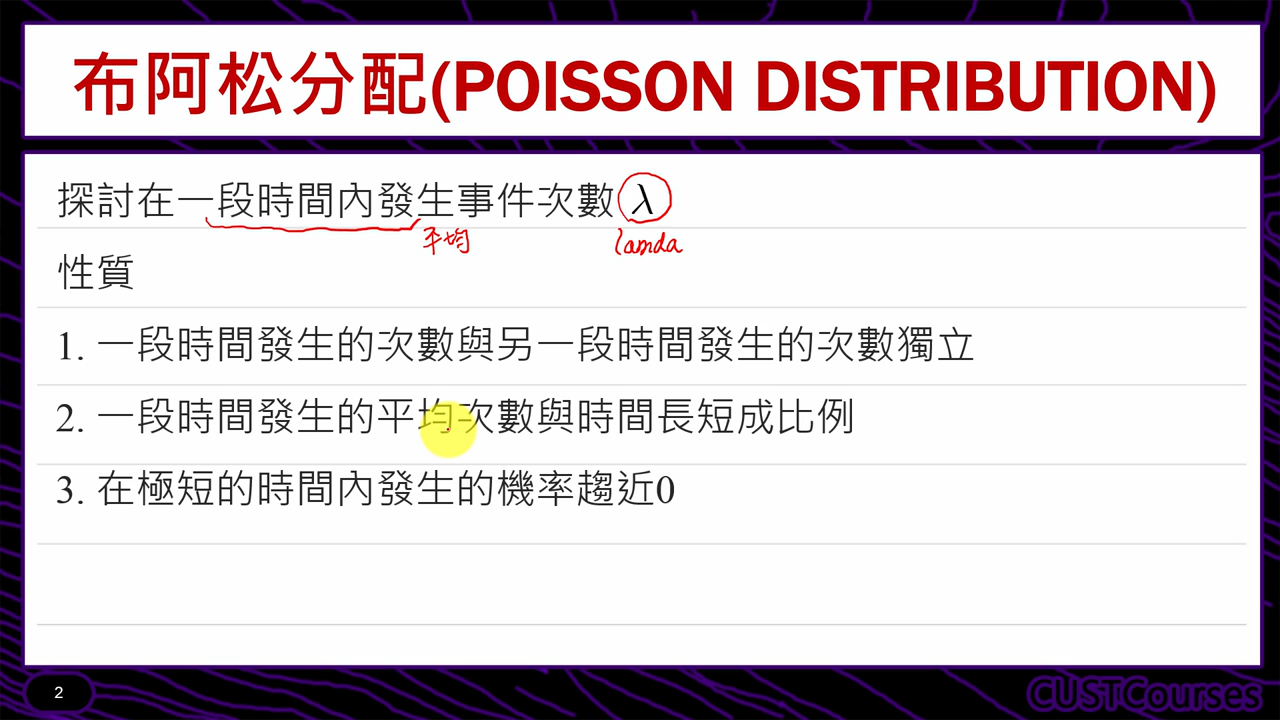 布阿松分配(POISSON DISTRIBUTION)
探討在一段時間內發生事件次數λ
平均 lamda
性質
1. 一段時間發生的次數與另一段時間發生的次數獨立
2. 一段時間發生的平均次數與時間長短成比例
3. 在極短的時間內發生的機率趨近0
2
CUSTCourses